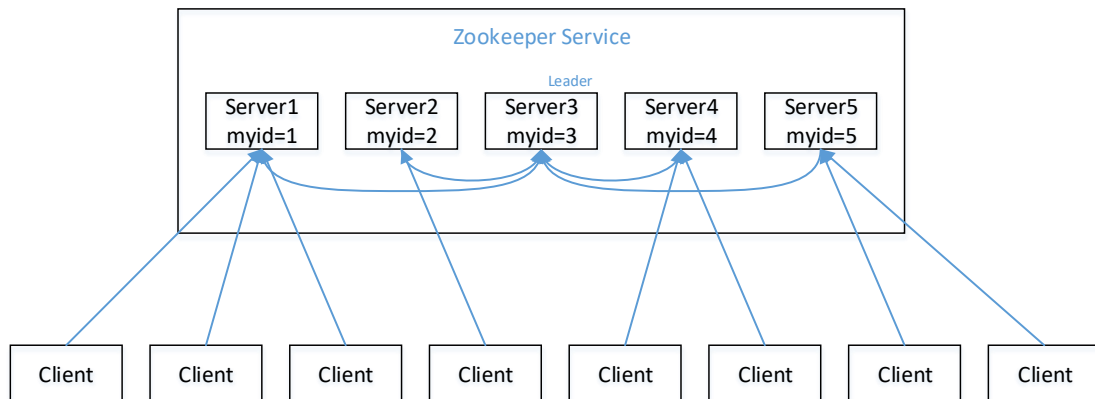 Zookeeper Service
Leader
Server1
myid=1
Server2
myid=2
Server3
myid=3
Server4
myid=4
Server5
myid=5
Client
Client
Client
Client
Client
Client
Client
Client